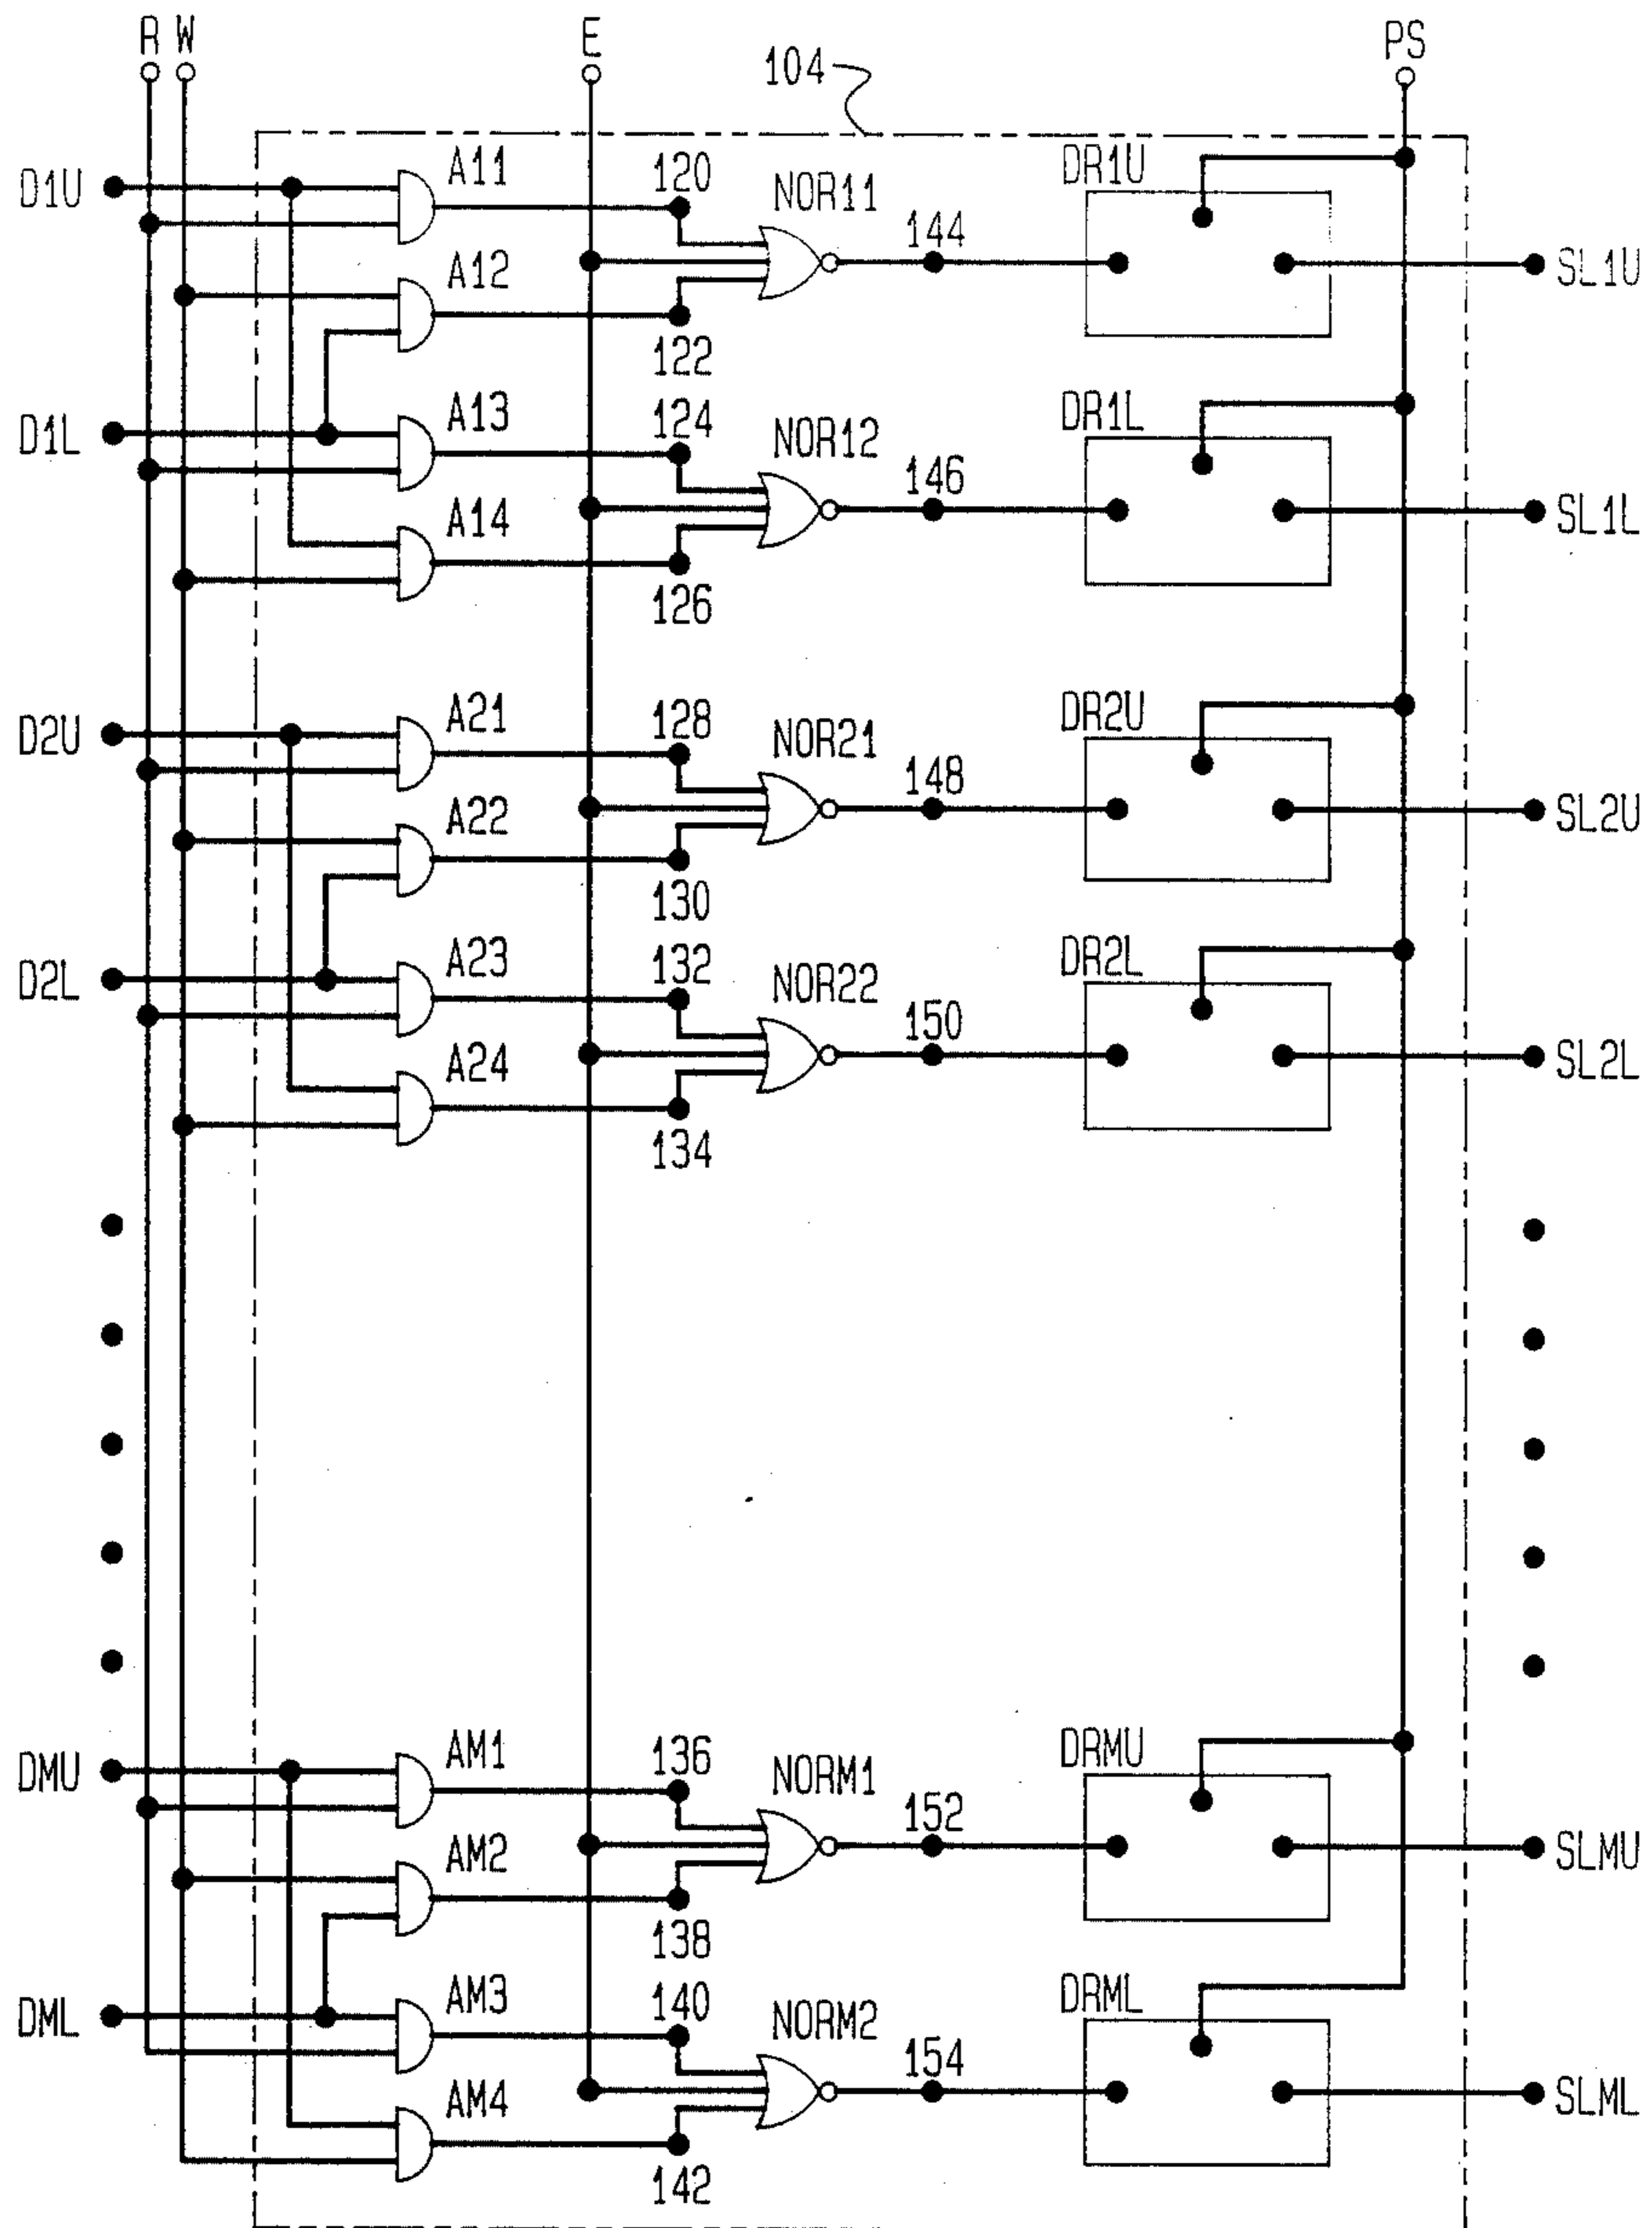 R W E 104 PS
D1U A11 120 NOR11 DR1U
144 SL1U
A12
122
D1L A13 124 NOR12 DR1L
146 SL1L
A14
126
D2U A21 128 NOR21 DR2U
148 SL2U
A22
130
D2L A23 132 NOR22 DR2L
150 SL2L
A24
134
DMU AM1 136 NORM1 DRMU
152 SLMU
AM2
138
DML AM3 140 NORM2 DRML
154 SLML
AM4
142